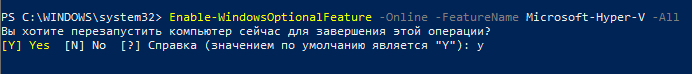 PS C:\WINDOWS\system32> Enable-WindowsOptionalFeature -Online -FeatureName Microsoft-Hyper-V -All
Вы хотите перезапустить компьютер сейчас для завершения этой операции?
[Y] Yes  [N] No  [?] Справка (значением по умолчанию является "Y"): y